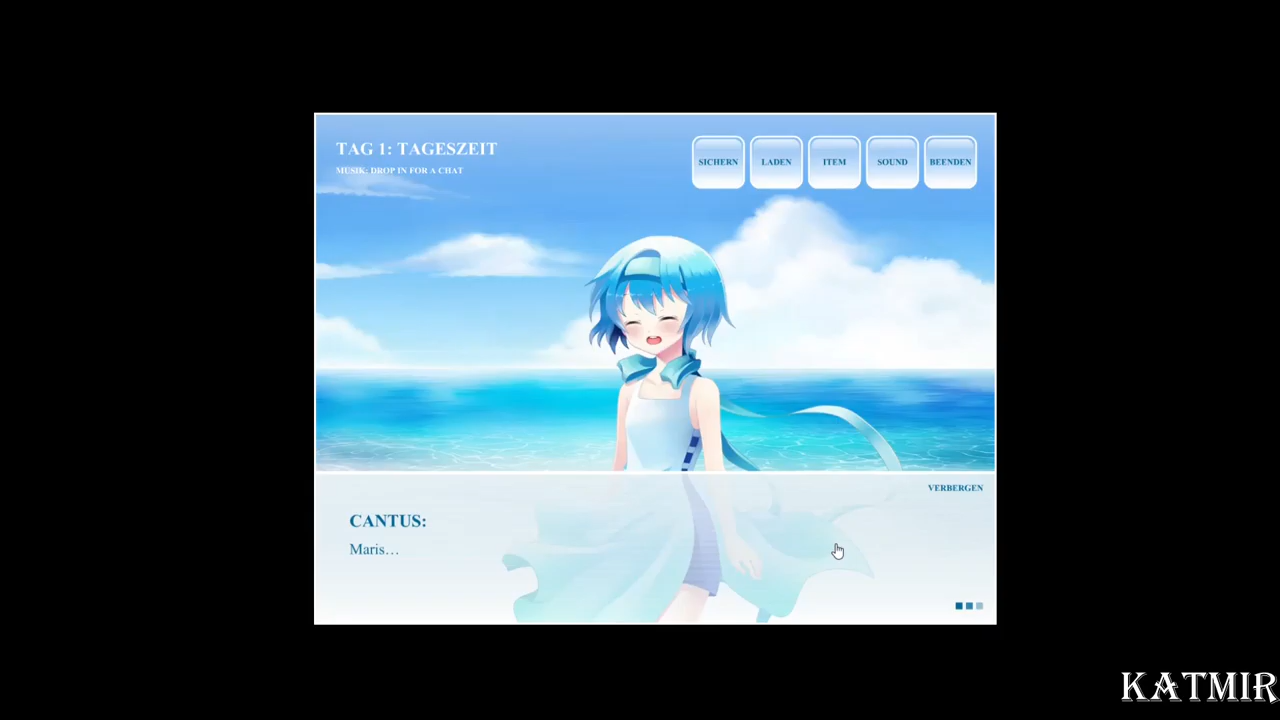 TAG 1: TAGESZEIT
MUSIK: DROP IN FOR A CHAT
SICHERN
LADEN
ITEM
SOUND
BEENDEN
VERBERGEN
CANTUS:
Maris…
KATMIR